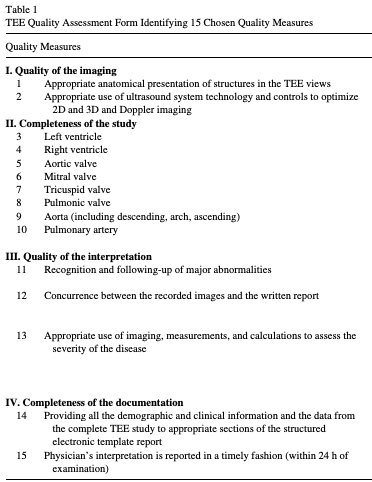 Table 1
TEE Quality Assessment Form Identifying 15 Chosen Quality Measures
Quality Measures
I. Quality of the imaging
1 Appropriate anatomical presentation of structures in the TEE views
2 Appropriate use of ultrasound system technology and controls to optimize
2D and 3D and Doppler imaging
II. Completeness of the study
3 Left ventricle
4 Right ventricle
5 Aortic valve
6 Mitral valve
7 Tricuspid valve
8 Pulmonic valve
9 Aorta (including descending, arch, ascending)
10 Pulmonary artery
III. Quality of the interpretation
11 Recognition and following-up of major abnormalities
12 Concurrence between the recorded images and the written report
13 Appropriate use of imaging, measurements, and calculations to assess the
severity of the disease
IV. Completeness of the documentation
14 Providing all the demographic and clinical information and the data from
the complete TEE study to appropriate sections of the structured
electronic template report
15 Physician's interpretation is reported in a timely fashion (within 24 h of
examination)